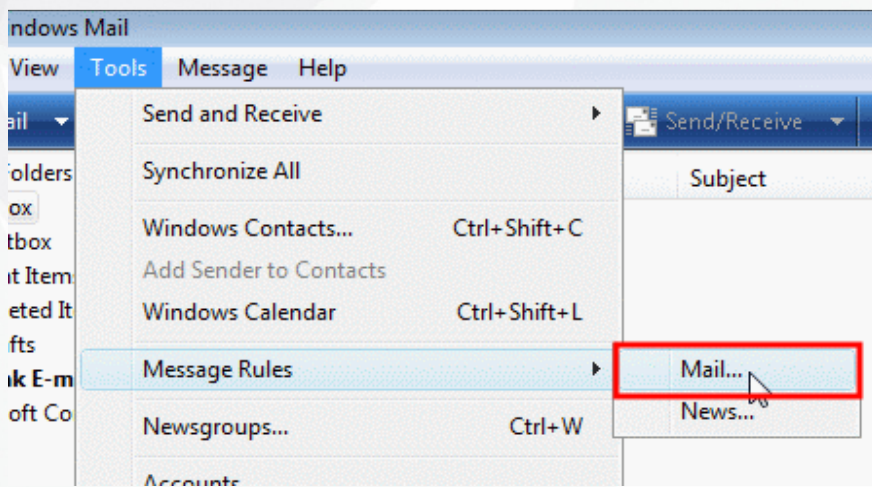 ndows Mail
View Tools Message Help
ail Send/Receive
Send and Receive
olders Synchronize All Subject
ox
Windows Contacts... Ctrl+Shift+C
tbox
Add Sender to Contacts
t Item
eted It Windows Calendar Ctrl+Shift+L
fts
Message Rules Mail...
k E-m
oft Co News...
Newsgroups... Ctrl+W
Accounts